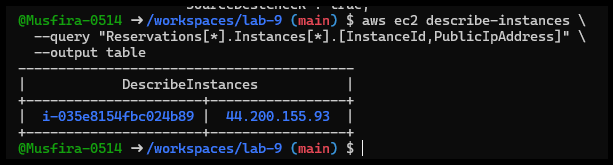 SourceDestCheck": true,
@Musfira-0514 →/workspaces/lab-9 (main) $ aws ec2 describe-instances \
  --query "Reservations[*].Instances[*].[InstanceId,PublicIpAddress]" \
  --output table
------------------------------------------
|            DescribeInstances           |
+----------------------+-----------------+
|  i-035e8154fbc024b89 |  44.200.155.93  |
+----------------------+-----------------+
@Musfira-0514 →/workspaces/lab-9 (main) $